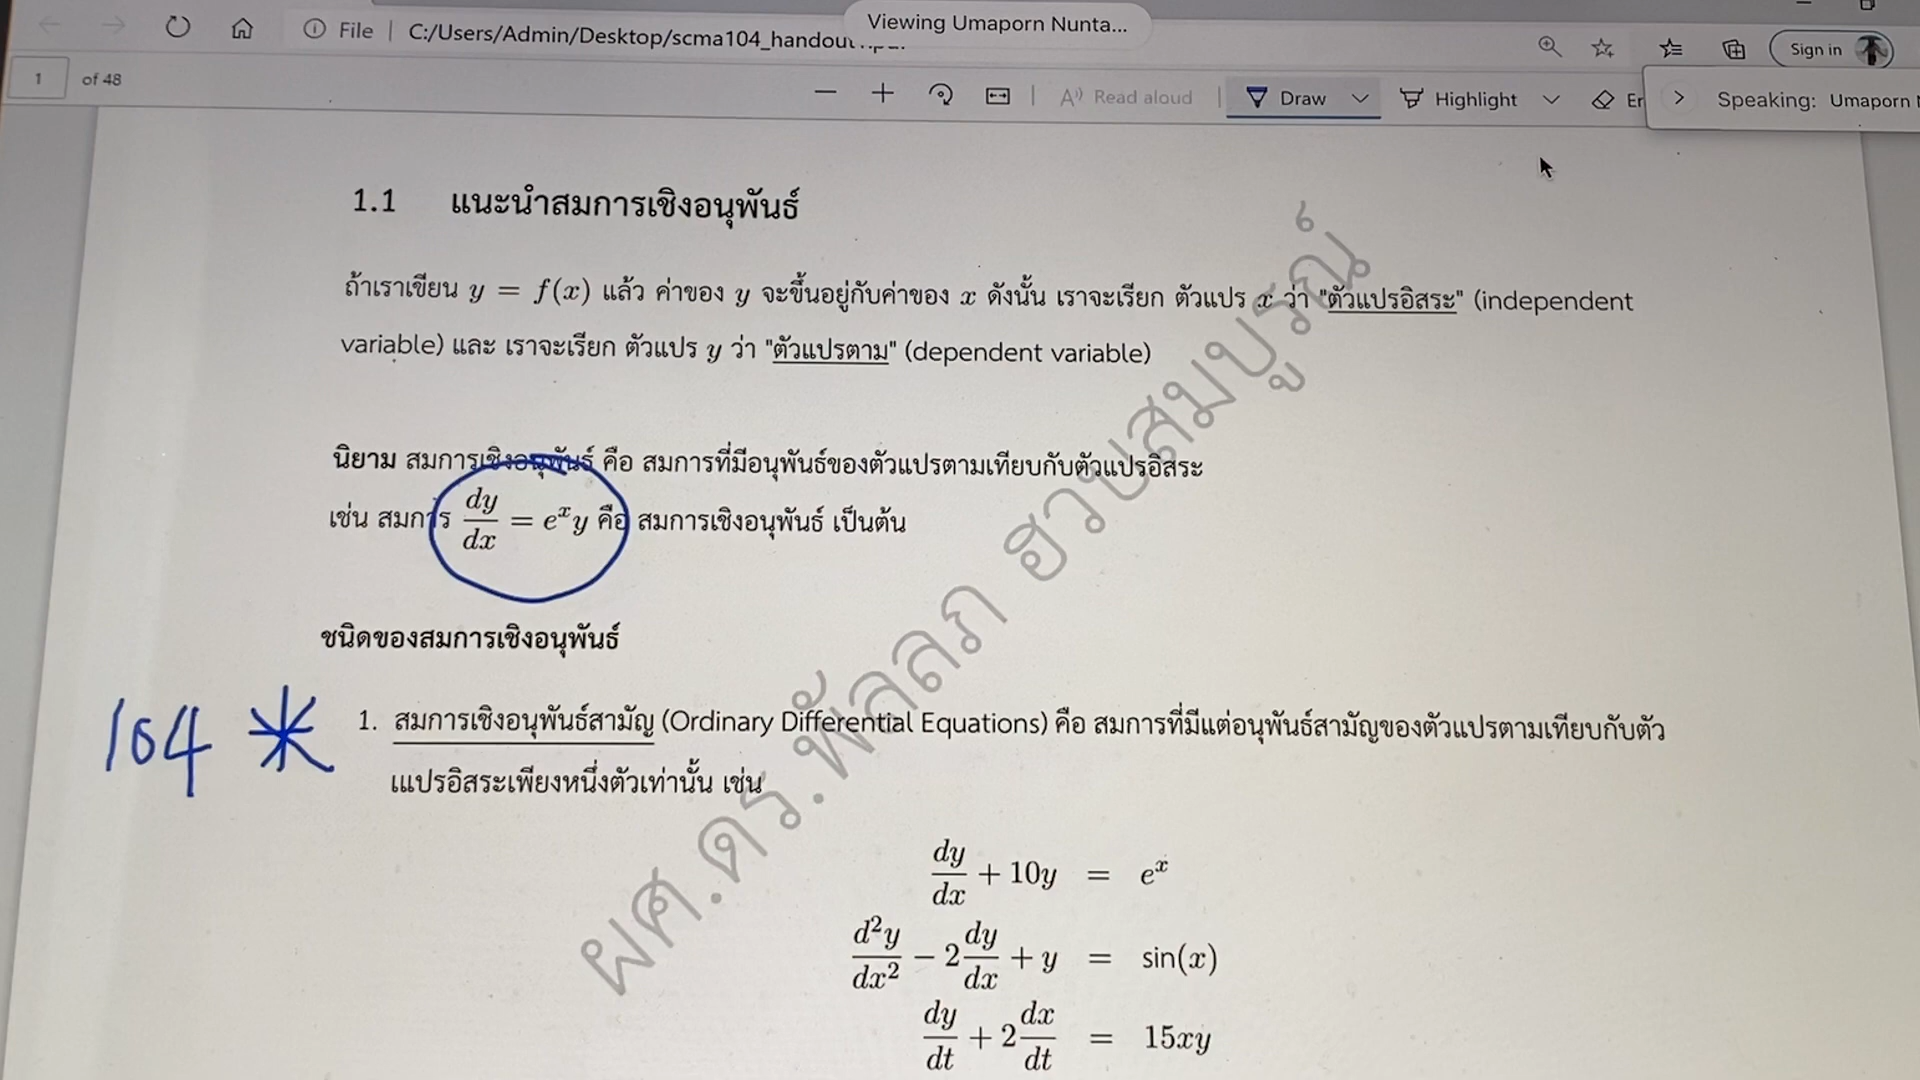 Viewing Umaporn Nunta...
File | C:/Users/Admin/Desktop/scma104_handout
Sign in
1 of 48
Read aloud
Draw
Highlight
Er
Speaking: Umaporn
1.1 แนะนำสมการเชิงอนุพันธ์
ถ้าเราเขียน y = f(x) แล้ว ค่าของ y จะขึ้นอยู่กับค่าของ x ดังนั้น เราจะเรียก ตัวแปร x ว่า "ตัวแปรอิสระ" (independent
variable) และ เราจะเรียก ตัวแปร y ว่า "ตัวแปรตาม" (dependent variable)
นิยาม สมการเชิงอนุพันธ์ คือ สมการที่มีอนุพันธ์ของตัวแปรตามเทียบกับตัวแปรอิสระ
เช่น สมการ dy/dx = e^x y คือ สมการเชิงอนุพันธ์ เป็นต้น
ชนิดของสมการเชิงอนุพันธ์
104 *
1. สมการเชิงอนุพันธ์สามัญ (Ordinary Differential Equations) คือ สมการที่มีแต่อนุพันธ์สามัญของตัวแปรตามเทียบกับตัว
แแปรอิสระเพียงหนึ่งตัวเท่านั้น เช่น
dy/dx + 10y = e^x
d²y/dx² − 2 dy/dx + y = sin(x)
dy/dt + 2 dx/dt = 15xy
ผศ.ดร.พัลลภ ฮวบสมบูรณ์